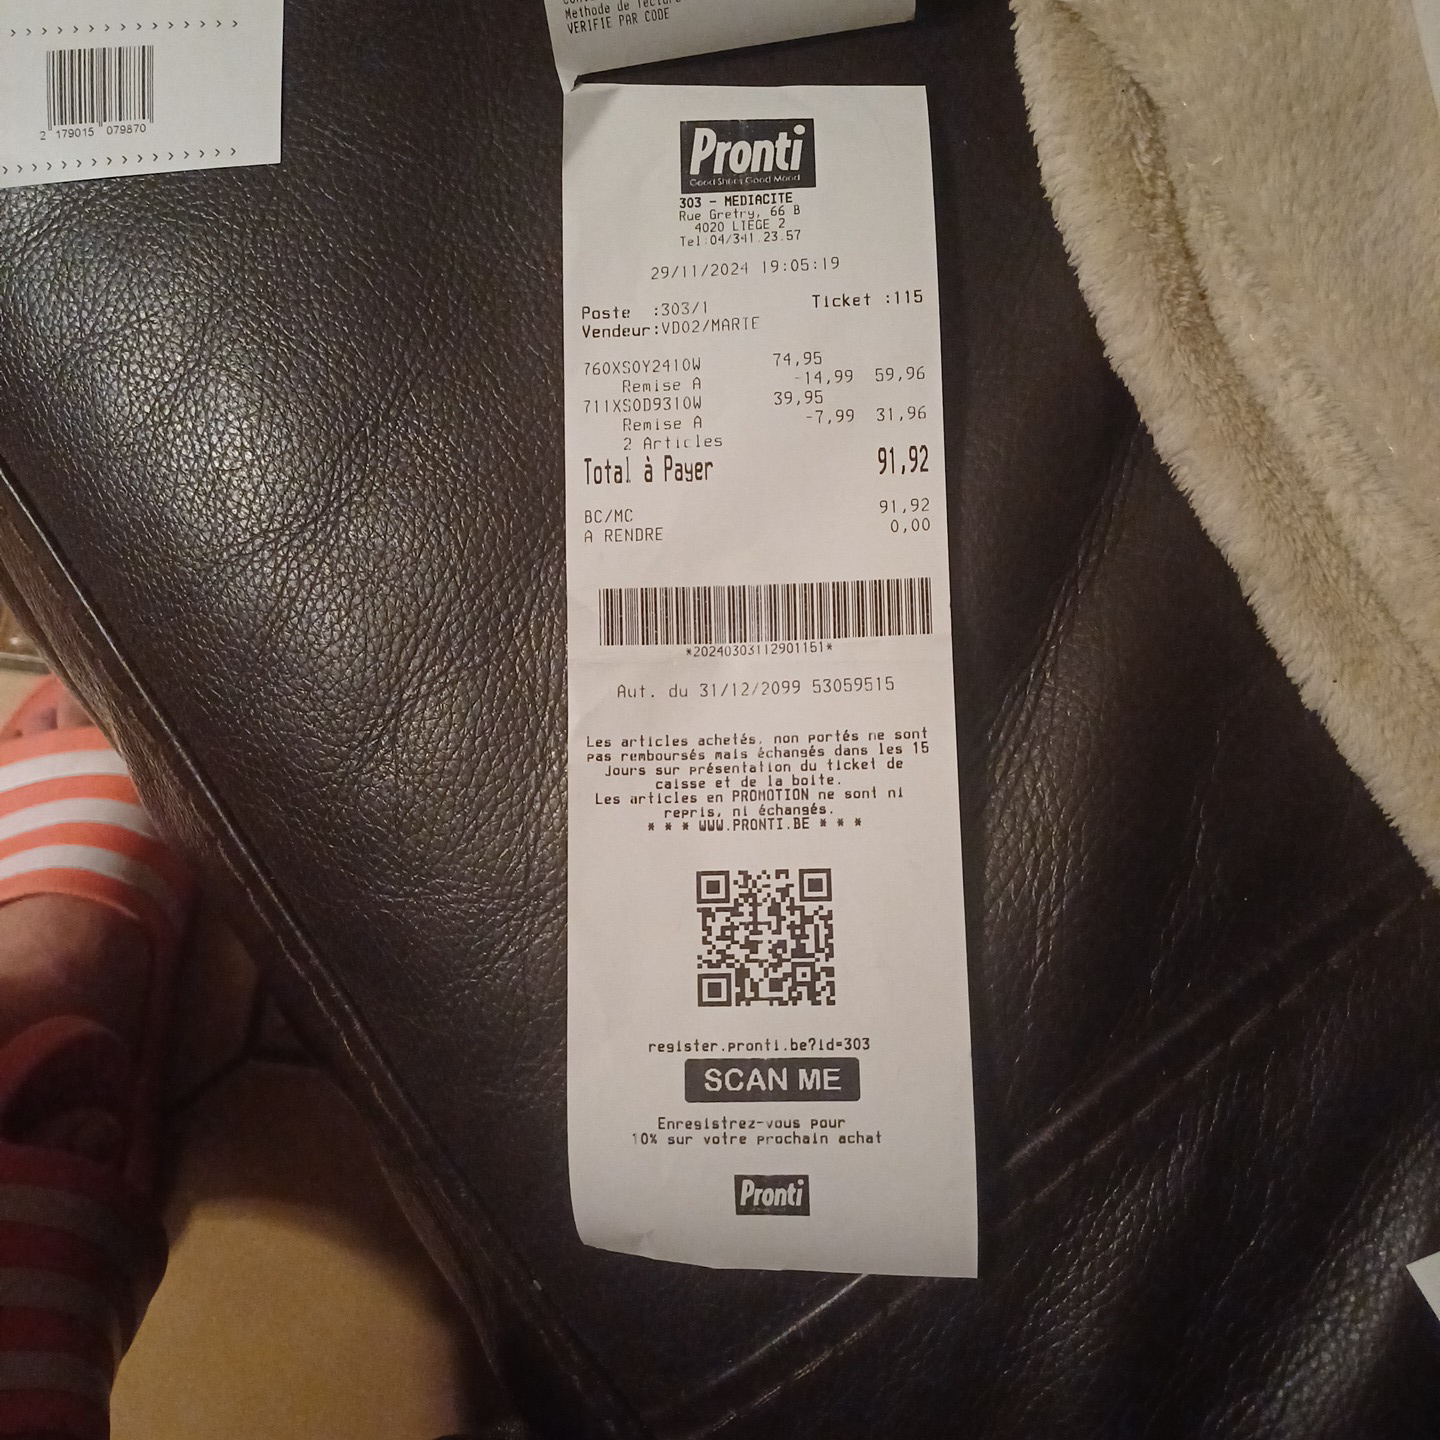 > > > > > > > > > > > > > > >
2 179015 079870
> > > > > > > > > > > > > > >
Methode de lecture
VERIFIE PAR CODE
Pronti
Good Shoes Good Mood
303 - MEDIACITE
Rue Gretry, 66 B
4020 LIEGE 2
Tel:04/341.23.57
29/11/2024 19:05:19
Poste :303/1 Ticket :115
Vendeur:VD02/MARIE
760XSOY2410W 74,95
Remise A -14,99 59,96
711XSOD9310W 39,95
Remise A -7,99 31,96
2 Articles
Total à Payer 91,92
BC/MC 91,92
A RENDRE 0,00
*20240303112901151*
Aut. du 31/12/2099 53059515
Les articles achetés, non portés ne sont
pas remboursés mais échangés dans les 15
Jours sur présentation du ticket de
caisse et de la boite.
Les articles en PROMOTION ne sont ni
repris, ni échangés.
* * * WWW.PRONTI.BE * * *
register.pronti.be?id=303
SCAN ME
Enregistrez-vous pour
10% sur votre prochain achat
Pronti